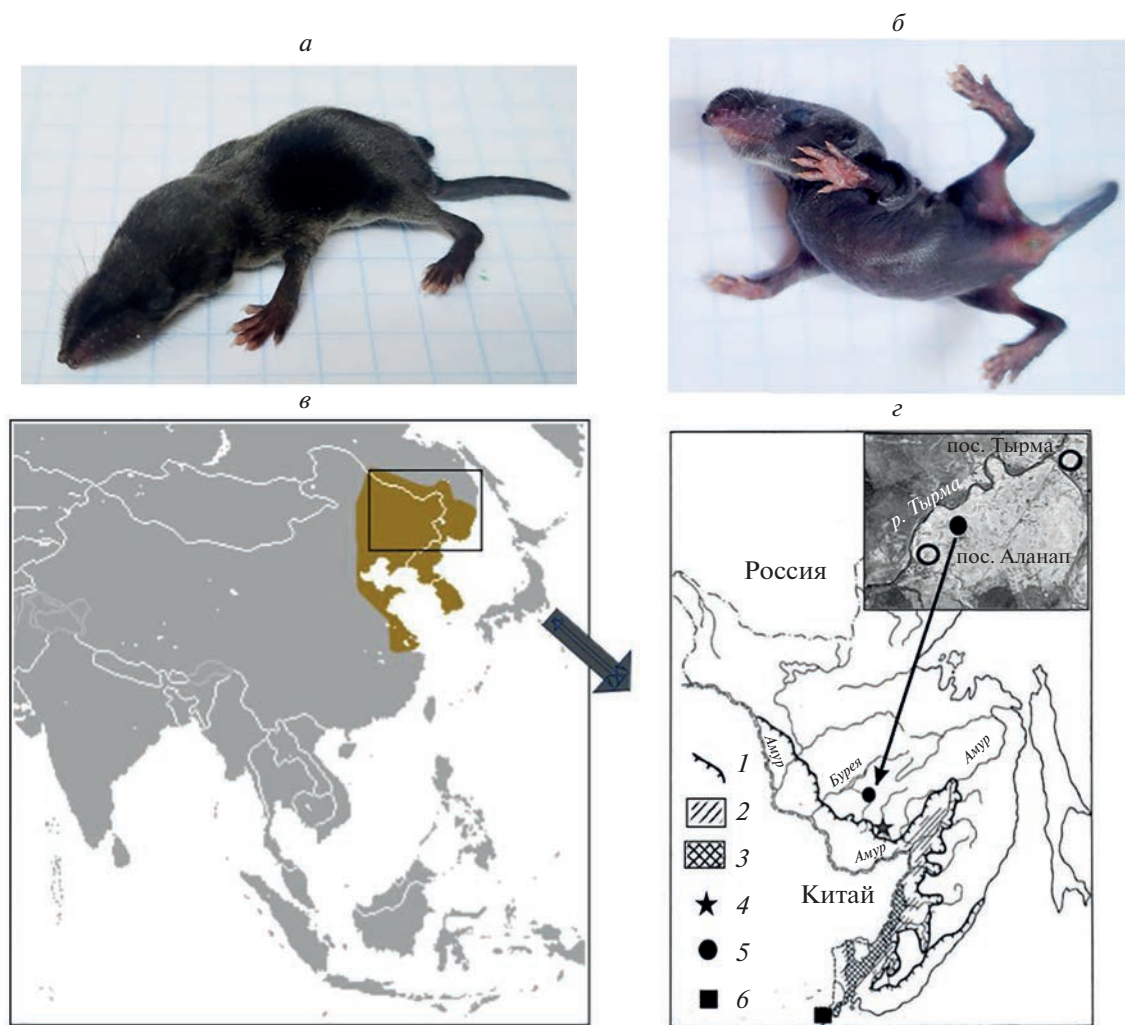 а
б
в
г
пос. Тырма
р. Тырма
пос. Аланап
Россия
Амур
Бурея
Амур
Амур
Китай
1
2
3
4
5
6